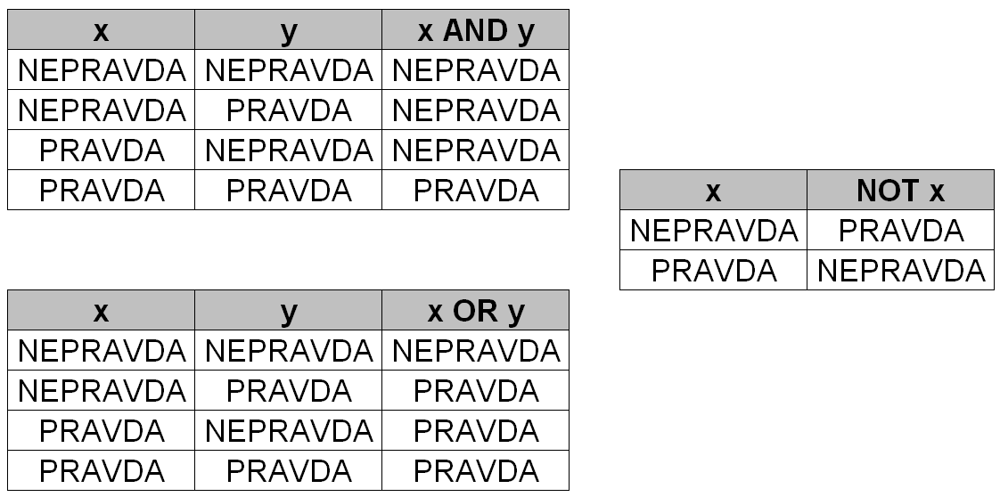 x y x AND y
NEPRAVDA NEPRAVDA NEPRAVDA
NEPRAVDA PRAVDA NEPRAVDA
PRAVDA NEPRAVDA NEPRAVDA
PRAVDA PRAVDA PRAVDA
x NOT x
NEPRAVDA PRAVDA
PRAVDA NEPRAVDA
x y x OR y
NEPRAVDA NEPRAVDA NEPRAVDA
NEPRAVDA PRAVDA PRAVDA
PRAVDA NEPRAVDA PRAVDA
PRAVDA PRAVDA PRAVDA